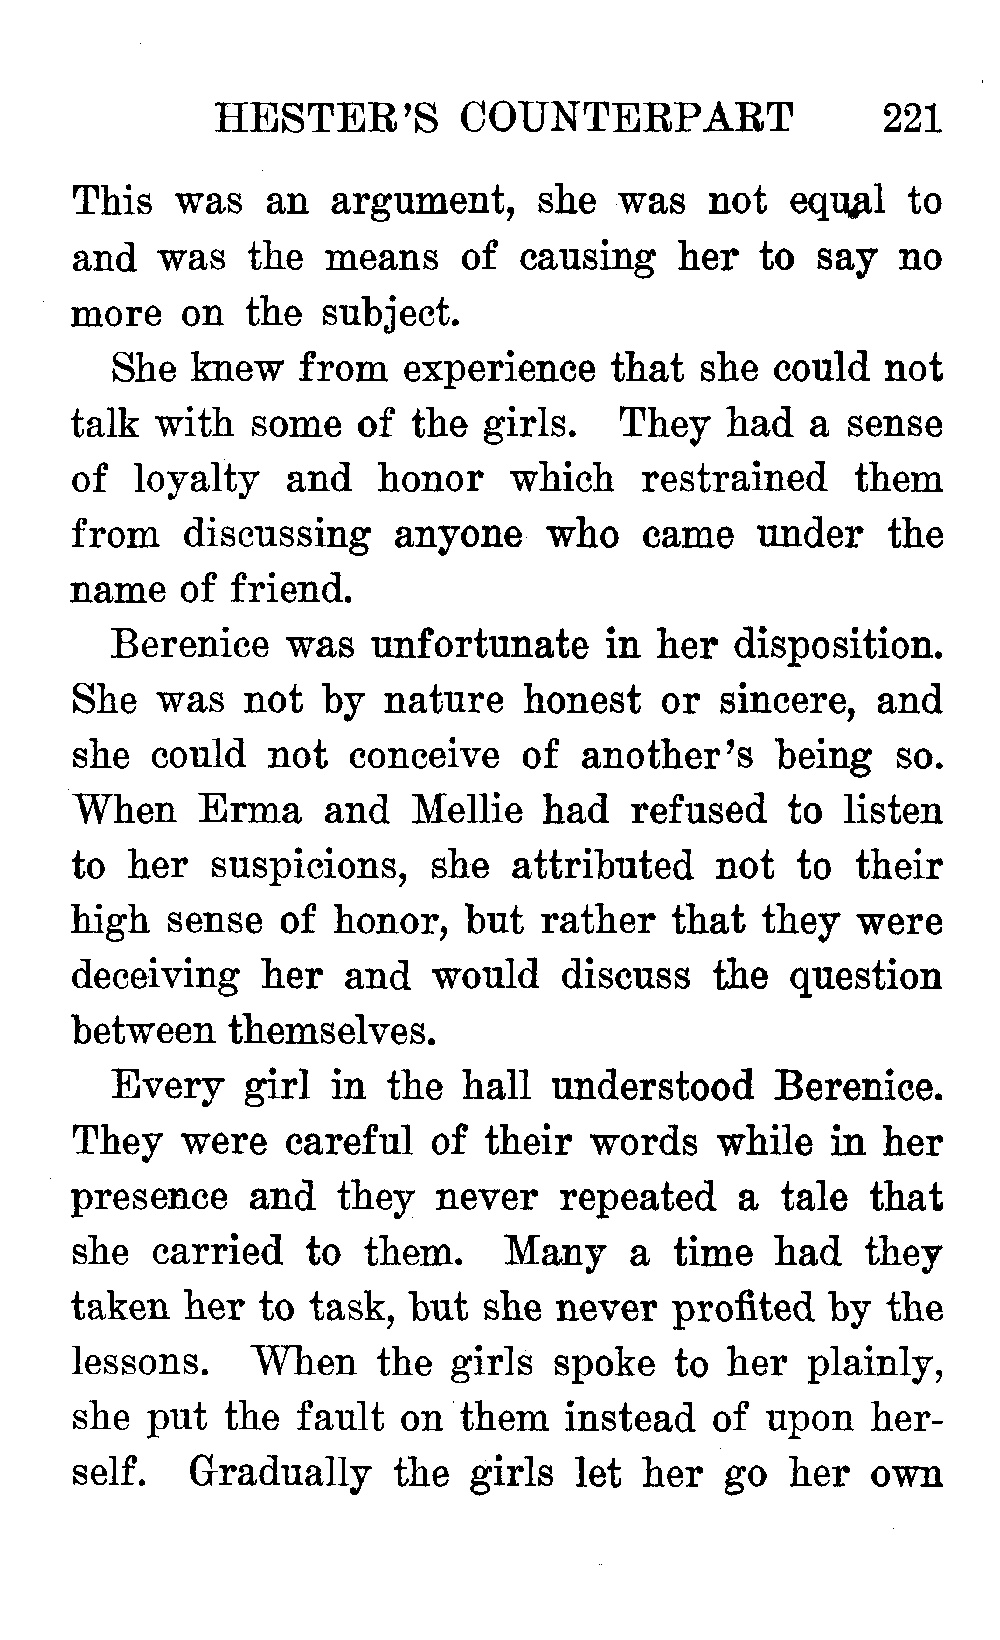 HESTER'S COUNTERPART 221
This was an argument, she was not equal to
and was the means of causing her to say no
more on the subject.
She knew from experience that she could not
talk with some of the girls. They had a sense
of loyalty and honor which restrained them
from discussing anyone who came under the
name of friend.
Berenice was unfortunate in her disposition.
She was not by nature honest or sincere, and
she could not conceive of another's being so.
When Erma and Mellie had refused to listen
to her suspicions, she attributed not to their
high sense of honor, but rather that they were
deceiving her and would discuss the question
between themselves.
Every girl in the hall understood Berenice.
They were careful of their words while in her
presence and they never repeated a tale that
she carried to them. Many a time had they
taken her to task, but she never profited by the
lessons. When the girls spoke to her plainly,
she put the fault on them instead of upon her-
self. Gradually the girls let her go her own